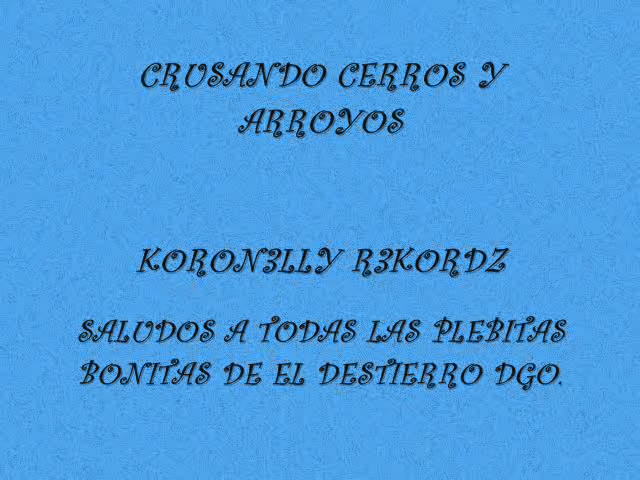 CRUSANDO CERROS Y
ARROYOS
KORON3LLY R3KORDZ
SALUDOS A TODAS LAS PLEBITAS
BONITAS DE EL DESTIERRO DGO.